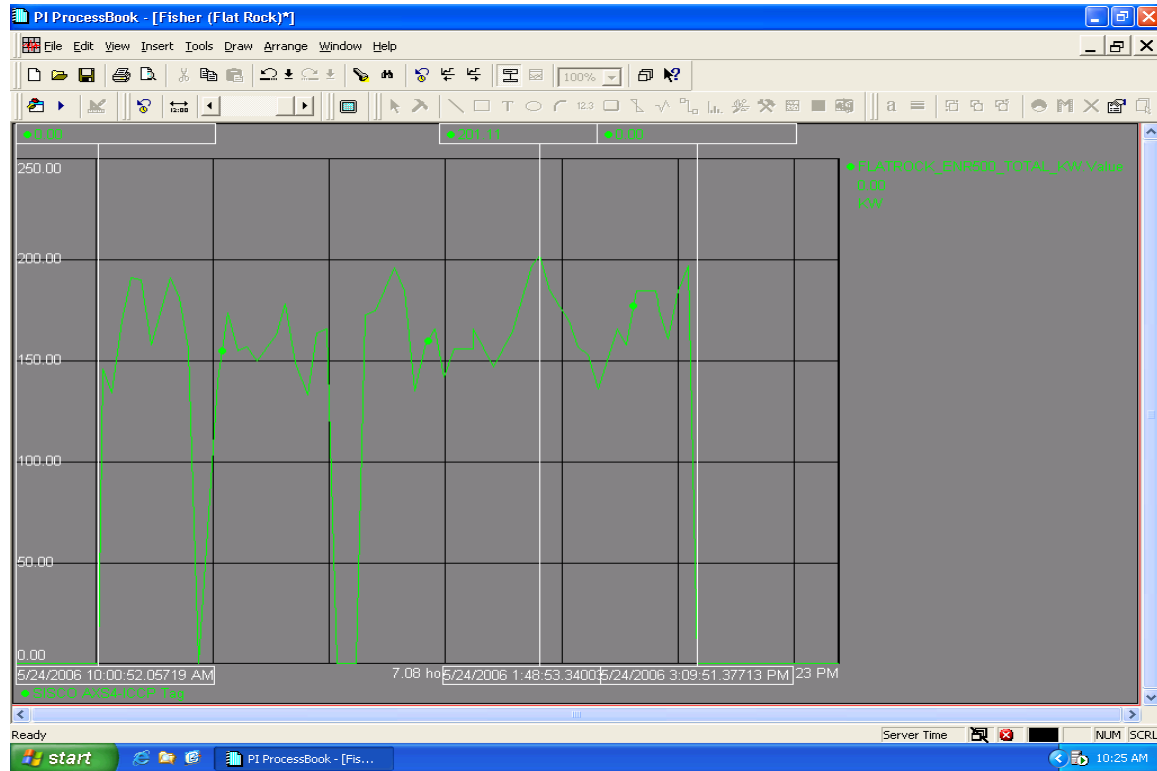 PI ProcessBook - [Fisher (Flat Rock)*]
File Edit View Insert Tools Draw Arrange Window Help
100%
T 123 a =
0.00 201.11 0.00
FLATROCK_EMR500_TOTAL_KW Value
0.00
KW
250.00
200.00
150.00
100.00
50.00
0.00
5/24/2006 10:00:52.05719 AM 7.08 ho 5/24/2006 1:48:53.34003 5/24/2006 3:09:51.37713 PM 23 PM
SISCO-AXS4-ICCP Tag
Ready Server Time NUM SCRL
start PI ProcessBook - [Fis... 10:25 AM